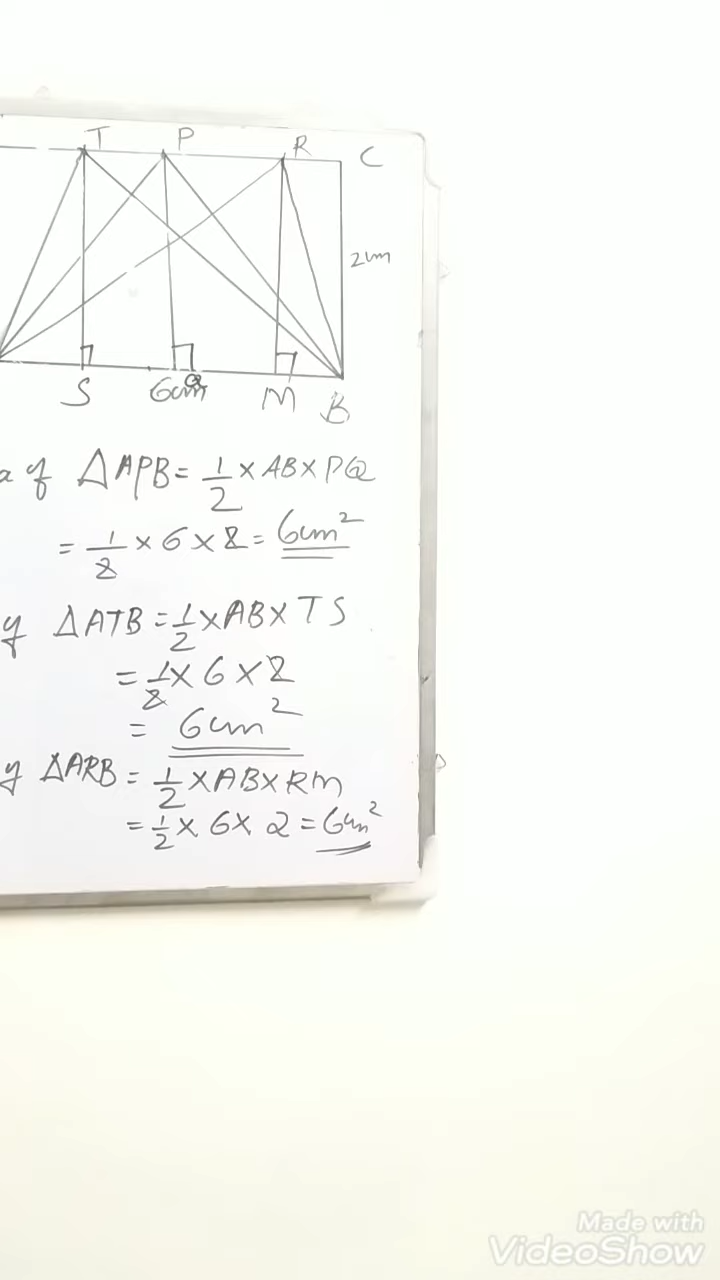 T P R C
2cm
S 6cm Q M B
a of ΔAPB = 1/2 × AB × PQ
= 1/2 × 6 × 2 = 6cm²
y ΔATB = 1/2 × AB × TS
= 1/2 × 6 × 2
= 6cm²
y ΔARB = 1/2 × AB × RM
= 1/2 × 6 × 2 = 6cm²
Made with
VideoShow